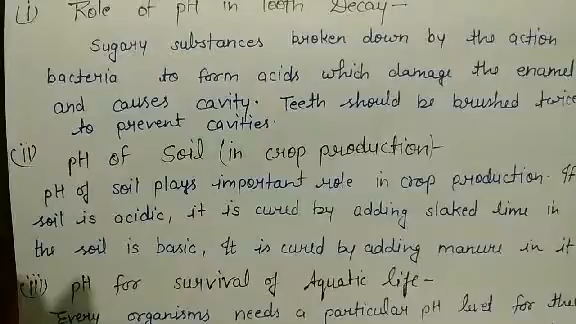 (i) Role of pH in Teeth Decay -
Sugary substances broken down by the action
bacteria to form acids which damage the enamel
and causes cavity. Teeth should be brushed twice
to prevent cavities.
(ii) pH of Soil (in crop production) -
pH of soil plays important role in crop production. If
soil is acidic, it is cured by adding slaked lime in
the soil is basic, It is cured by adding manure in it
(iii) pH for survival of Aquatic life -
Every organisms needs a particular pH level for